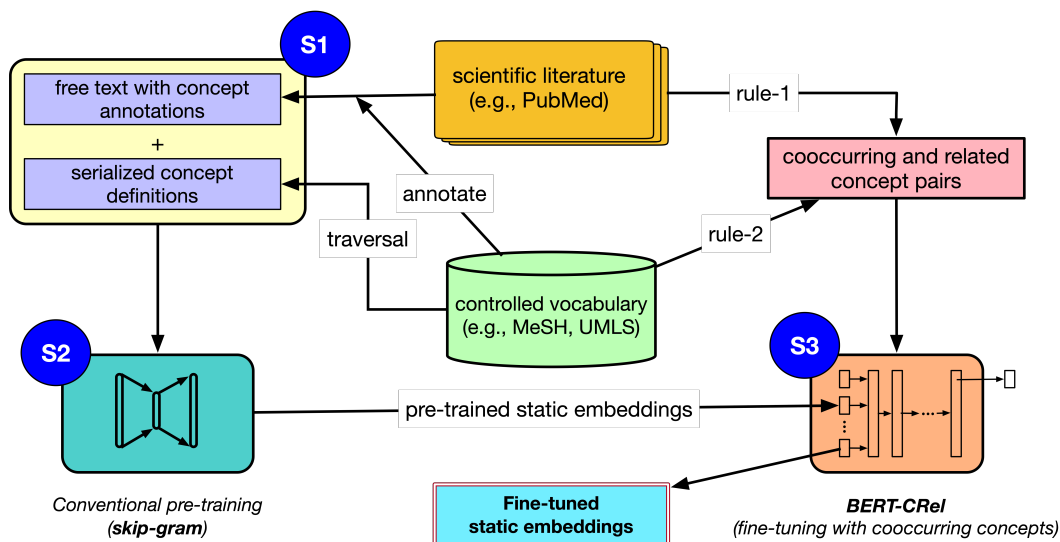 S1
free text with concept
annotations
+
serialized concept
definitions
scientific literature
(e.g., PubMed)
rule-1
cooccurring and related
concept pairs
annotate
traversal
rule-2
controlled vocabulary
(e.g., MeSH, UMLS)
S2
S3
pre-trained static embeddings
Conventional pre-training
(skip-gram)
Fine-tuned
static embeddings
BERT-CRel
(fine-tuning with cooccurring concepts)